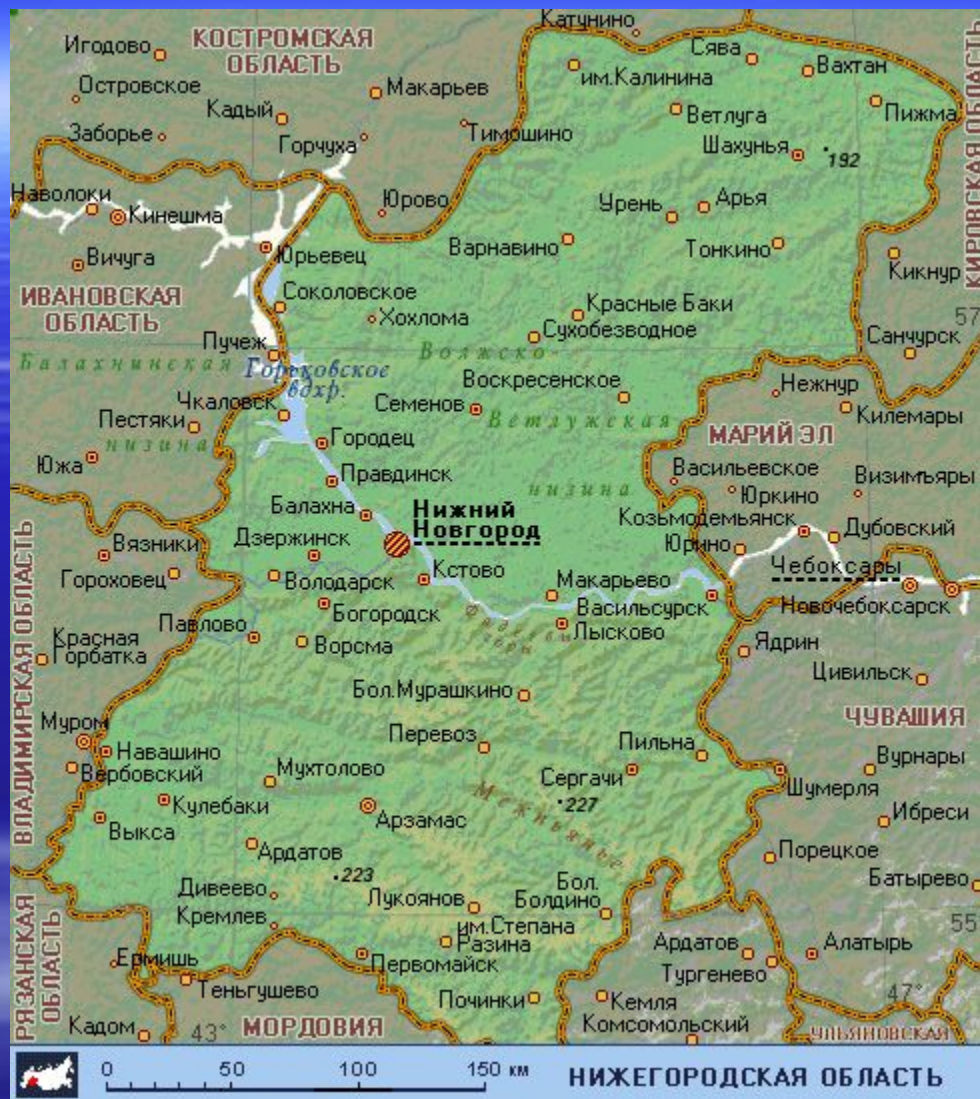 Катунино
Игодово
КОСТРОМСКАЯ
ОБЛАСТЬ
Сява
Вахтан
им.Калинина
Островское
Макарьев
Кадый
Ветлуга
Пижма
Заборье
Горчуха
Тимошино
Шахунья
192
КИРОВСКАЯ ОБЛАСТЬ
Наволоки
Кинешма
Юрово
Урень
Арья
Варнавино
Тонкино
Юрьевец
Вичуга
Кикнур
ИВАНОВСКАЯ
ОБЛАСТЬ
Соколовское
Хохлома
Красные Баки
Сухобезводное
57
Санчурск
Пучеж
Балахнинская
низина
Горьковское
вдхр.
Волжско-
Ветлужская
низина
Воскресенское
Нежнур
Килемары
Чкаловск
Семенов
Пестяки
Городец
МАРИЙ ЭЛ
Южа
Правдинск
Васильевское
Визимъяры
Юркино
Балахна
Нижний
Новгород
Козьмодемьянск
Дубовский
Вязники
Дзержинск
Юрино
Гороховец
Володарск
Кстово
Макарьево
Чебоксары
Новочебоксарск
Богородск
Васильсурск
Лысково
горы
Павлово
Ворсма
Ядрин
Красная
Горбатка
Цивильск
ВЛАДИМИРСКАЯ ОБЛАСТЬ
Бол.Мурашкино
ЧУВАШИЯ
Муром
Навашино
Перевоз
Пильна
Вурнары
Вербовский
Мухтолово
Сергачи
Шумерля
Кулебаки
Арзамас
227
Межпьянье
Ибреси
Выкса
Ардатов
Порецкое
223
Дивеево
Лукоянов
Бол.
Болдино
Батырево
Кремлев
им.Степана
Разина
55
РЯЗАНСКАЯ
ОБЛАСТЬ
Ермишь
Первомайск
Ардатов
Алатырь
Тургенево
Теньгушево
Починки
Кемля
47°
Кадом
43°
МОРДОВИЯ
Комсомольский
УЛЬЯНОВСКАЯ
0 50 100 150 км
НИЖЕГОРОДСКАЯ ОБЛАСТЬ